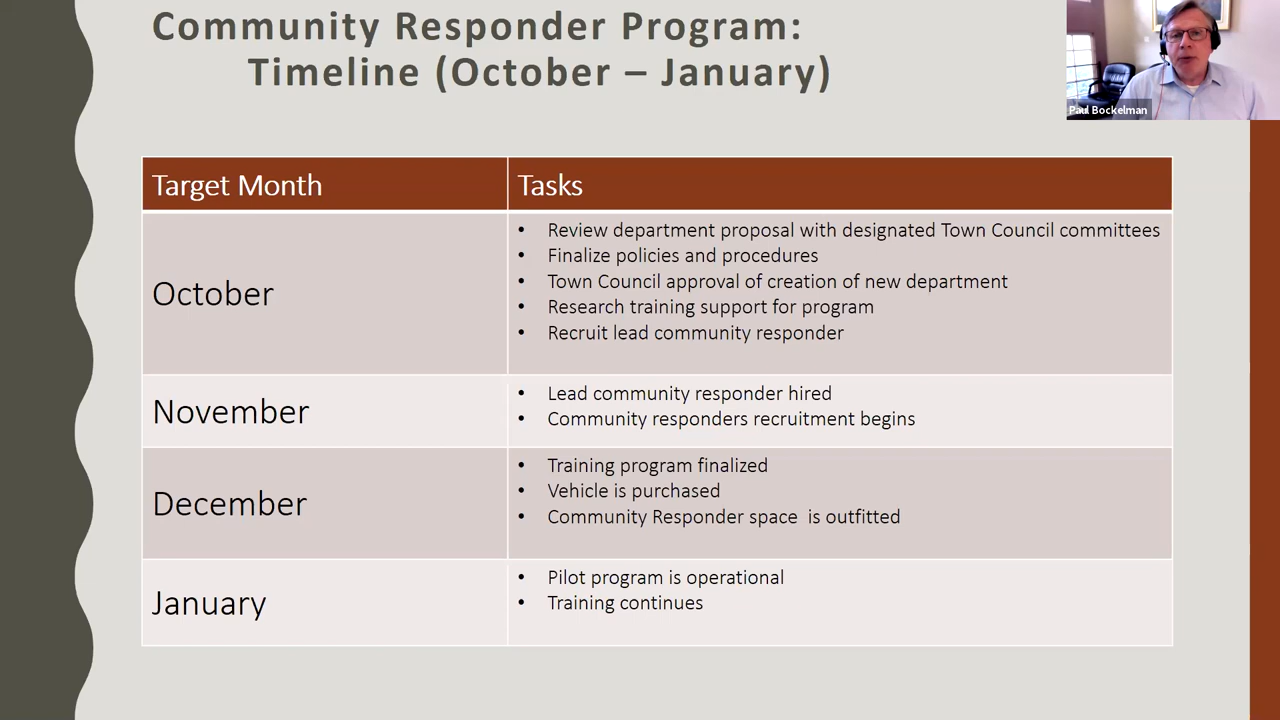 Community Responder Program:
Timeline (October – January)
Paul Bockelman
Target Month
Tasks
October
• Review department proposal with designated Town Council committees
• Finalize policies and procedures
• Town Council approval of creation of new department
• Research training support for program
• Recruit lead community responder
November
• Lead community responder hired
• Community responders recruitment begins
December
• Training program finalized
• Vehicle is purchased
• Community Responder space  is outfitted
January
• Pilot program is operational
• Training continues